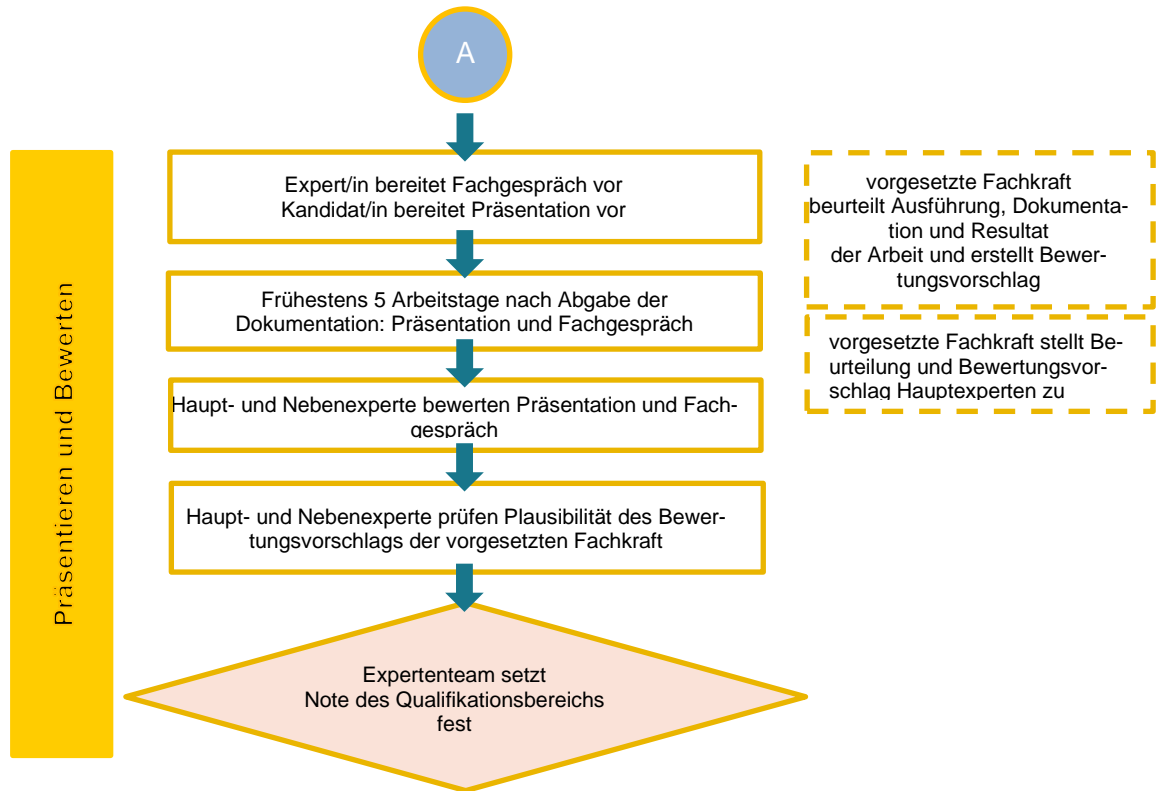 A
Präsentieren und Bewerten
Expert/in bereitet Fachgespräch vor
Kandidat/in bereitet Präsentation vor
vorgesetzte Fachkraft
beurteilt Ausführung, Dokumenta-
tion und Resultat
der Arbeit und erstellt Bewer-
tungsvorschlag
Frühestens 5 Arbeitstage nach Abgabe der
Dokumentation: Präsentation und Fachgespräch
vorgesetzte Fachkraft stellt Be-
urteilung und Bewertungsvor-
schlag Hauptexperten zu
Haupt- und Nebenexperte bewerten Präsentation und Fach-
gespräch
Haupt- und Nebenexperte prüfen Plausibilität des Bewer-
tungsvorschlags der vorgesetzten Fachkraft
Expertenteam setzt
Note des Qualifikationsbereichs
fest